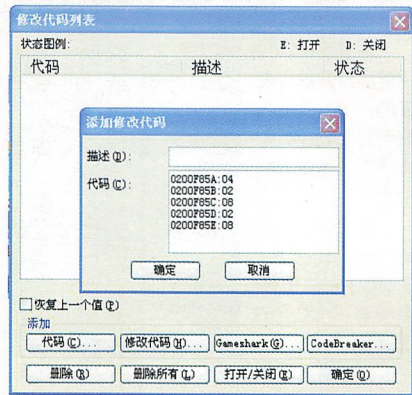 修改代码列表
状态图例: E: 打开 D: 关闭
代码 描述 状态
添加修改代码
描述(D):
代码(C):
0200F85A:04
0200F85B:02
0200F85C:08
0200F85D:02
0200F85E:08
确定 取消
恢复上一个值(P)
添加
代码(C)... 修改代码(H)... Gameshark(G)... CodeBreaker...
删除(R) 删除所有(L) 打开/关闭(E) 确定(O)